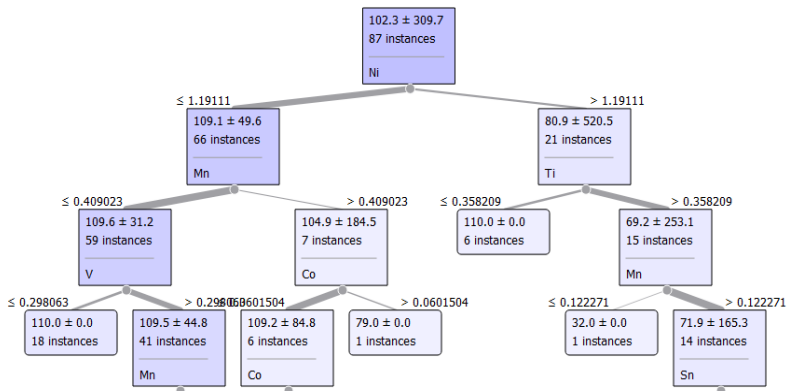 102.3 ± 309.7
87 instances
Ni
≤ 1.19111
> 1.19111
109.1 ± 49.6
66 instances
Mn
80.9 ± 520.5
21 instances
Ti
≤ 0.409023
> 0.409023
≤ 0.358209
> 0.358209
109.6 ± 31.2
59 instances
V
104.9 ± 184.5
7 instances
Co
110.0 ± 0.0
6 instances
69.2 ± 253.1
15 instances
Mn
≤ 0.298063
> 0.298063
≤ 0.0601504
> 0.0601504
≤ 0.122271
> 0.122271
110.0 ± 0.0
18 instances
109.5 ± 44.8
41 instances
Mn
109.2 ± 84.8
6 instances
Co
79.0 ± 0.0
1 instances
32.0 ± 0.0
1 instances
71.9 ± 165.3
14 instances
Sn